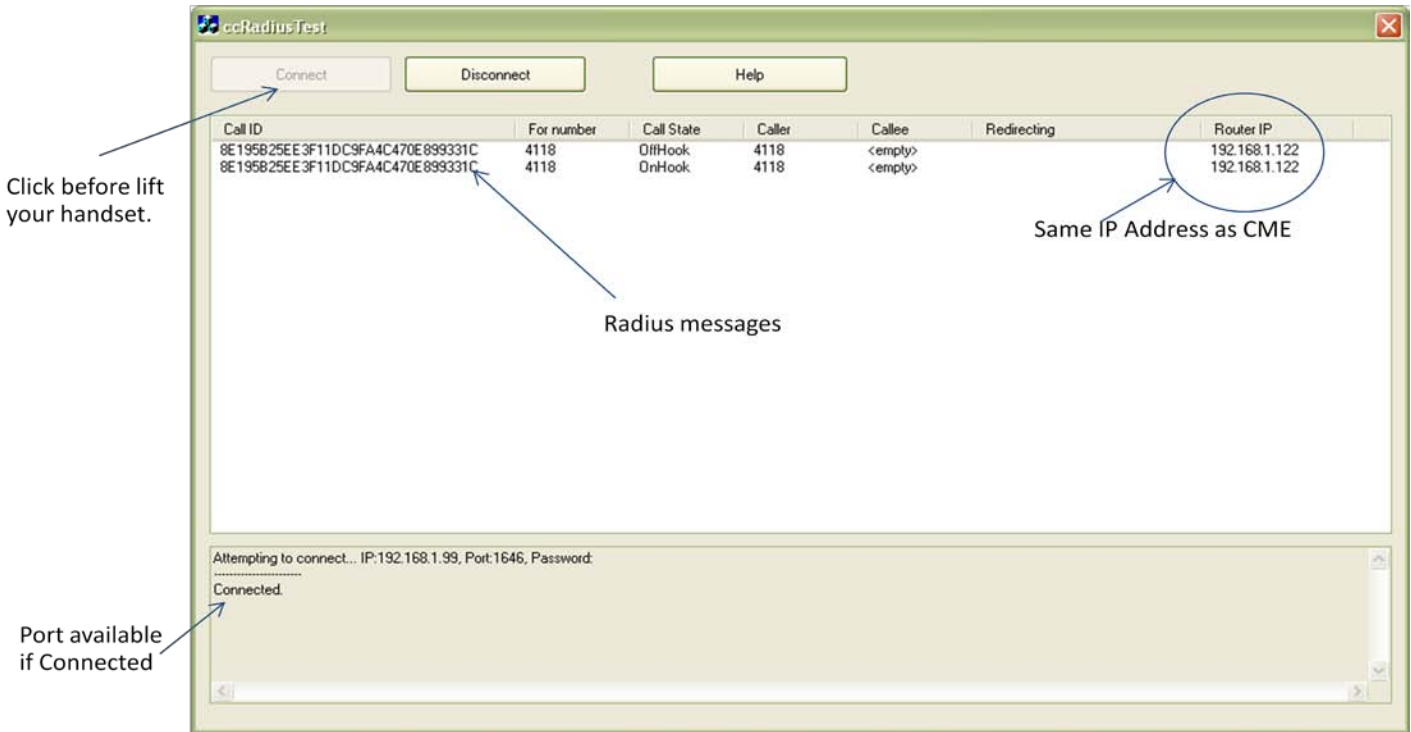 ccRadiusTest
Connect Disconnect Help
Call ID For number Call State Caller Callee Redirecting Router IP
8E195B25EE3F11DC9FA4C470E899331C 4118 OffHook 4118 <empty> 192.168.1.122
8E195B25EE3F11DC9FA4C470E899331C 4118 OnHook 4118 <empty> 192.168.1.122
Click before lift
your handset.
Same IP Address as CME
Radius messages
Attempting to connect... IP:192.168.1.99, Port:1646, Password:
-----------------------
Connected.
Port available
if Connected